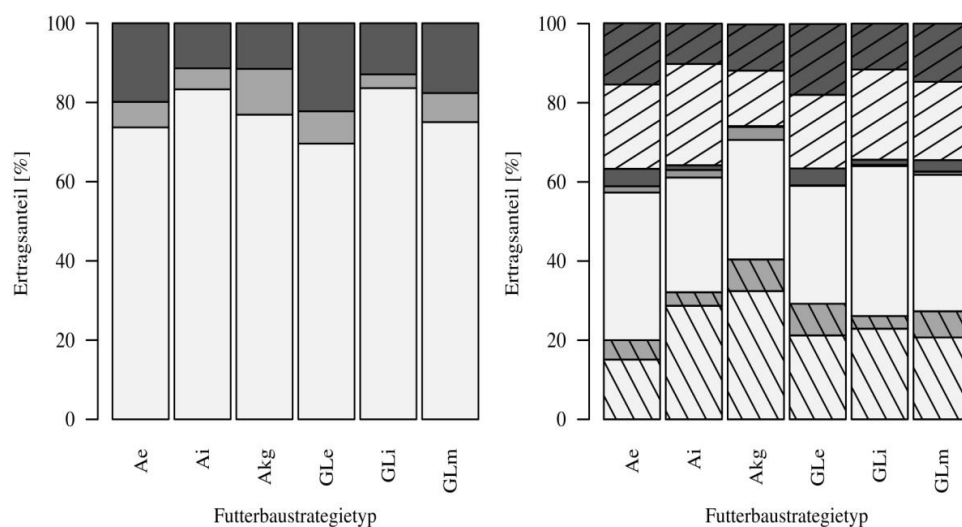 100
80
60
40
20
0
Ertragsanteil [%]
Ae
Ai
Akg
GLe
GLi
GLm
Futterbaustrategietyp
100
80
60
40
20
0
Ertragsanteil [%]
Ae
Ai
Akg
GLe
GLi
GLm
Futterbaustrategietyp